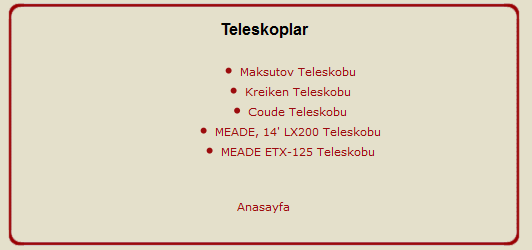 Teleskoplar
Maksutov Teleskobu
Kreiken Teleskobu
Coude Teleskobu
MEADE, 14' LX200 Teleskobu
MEADE ETX-125 Teleskobu
Anasayfa